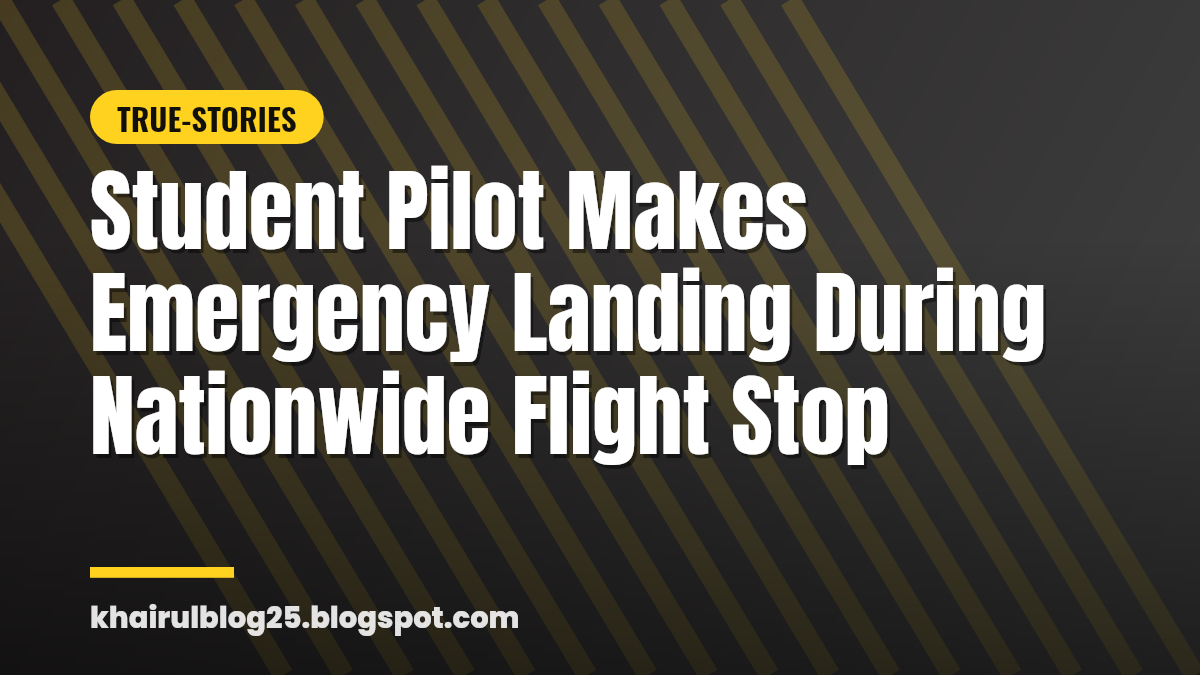 TRUE-STORIES
Student Pilot Makes
Emergency Landing During
Nationwide Flight Stop
khairulblog25.blogspot.com